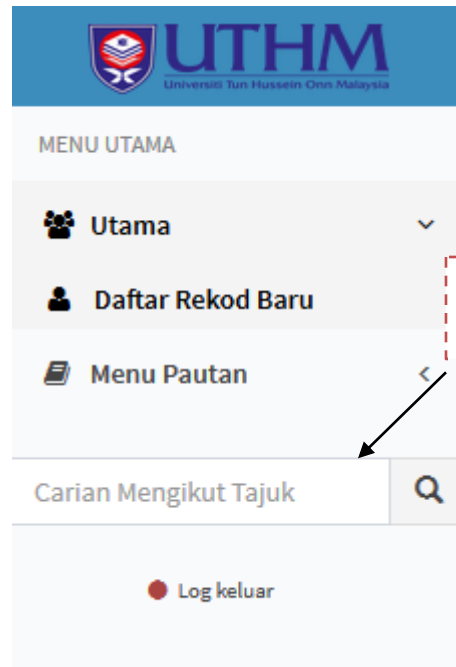 UTHM
Universiti Tun Hussein Onn Malaysia
MENU UTAMA
Utama
Daftar Rekod Baru
Menu Pautan
Carian Mengikut Tajuk
Log keluar